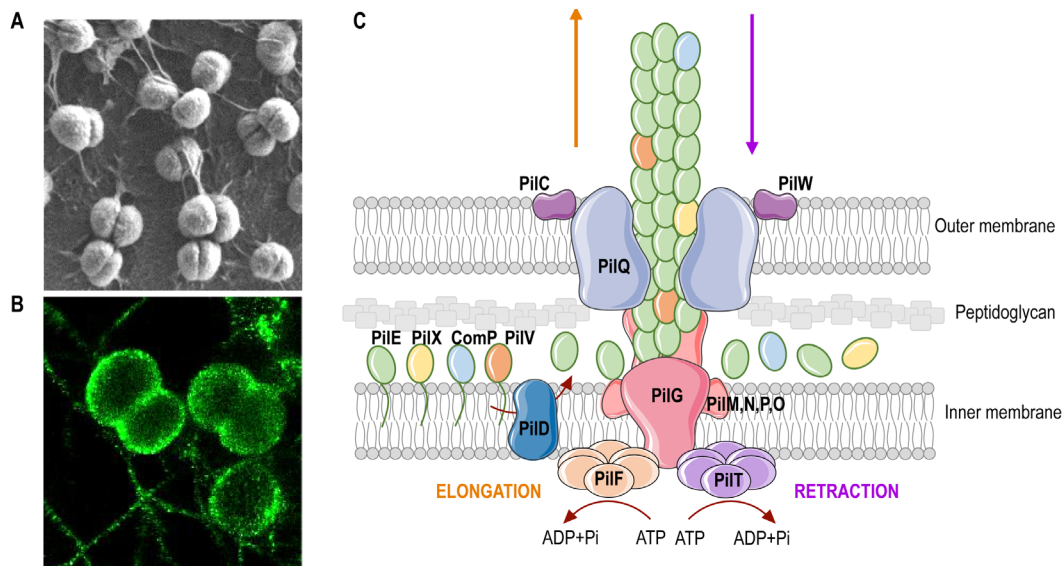 A
B
C
PilC
PilW
Outer membrane
PilQ
Peptidoglycan
PilE PilX ComP PilV
PilG
PilM,N,P,O
Inner membrane
PilD
PilF
PilT
ELONGATION
RETRACTION
ADP+Pi
ATP
ATP
ADP+Pi